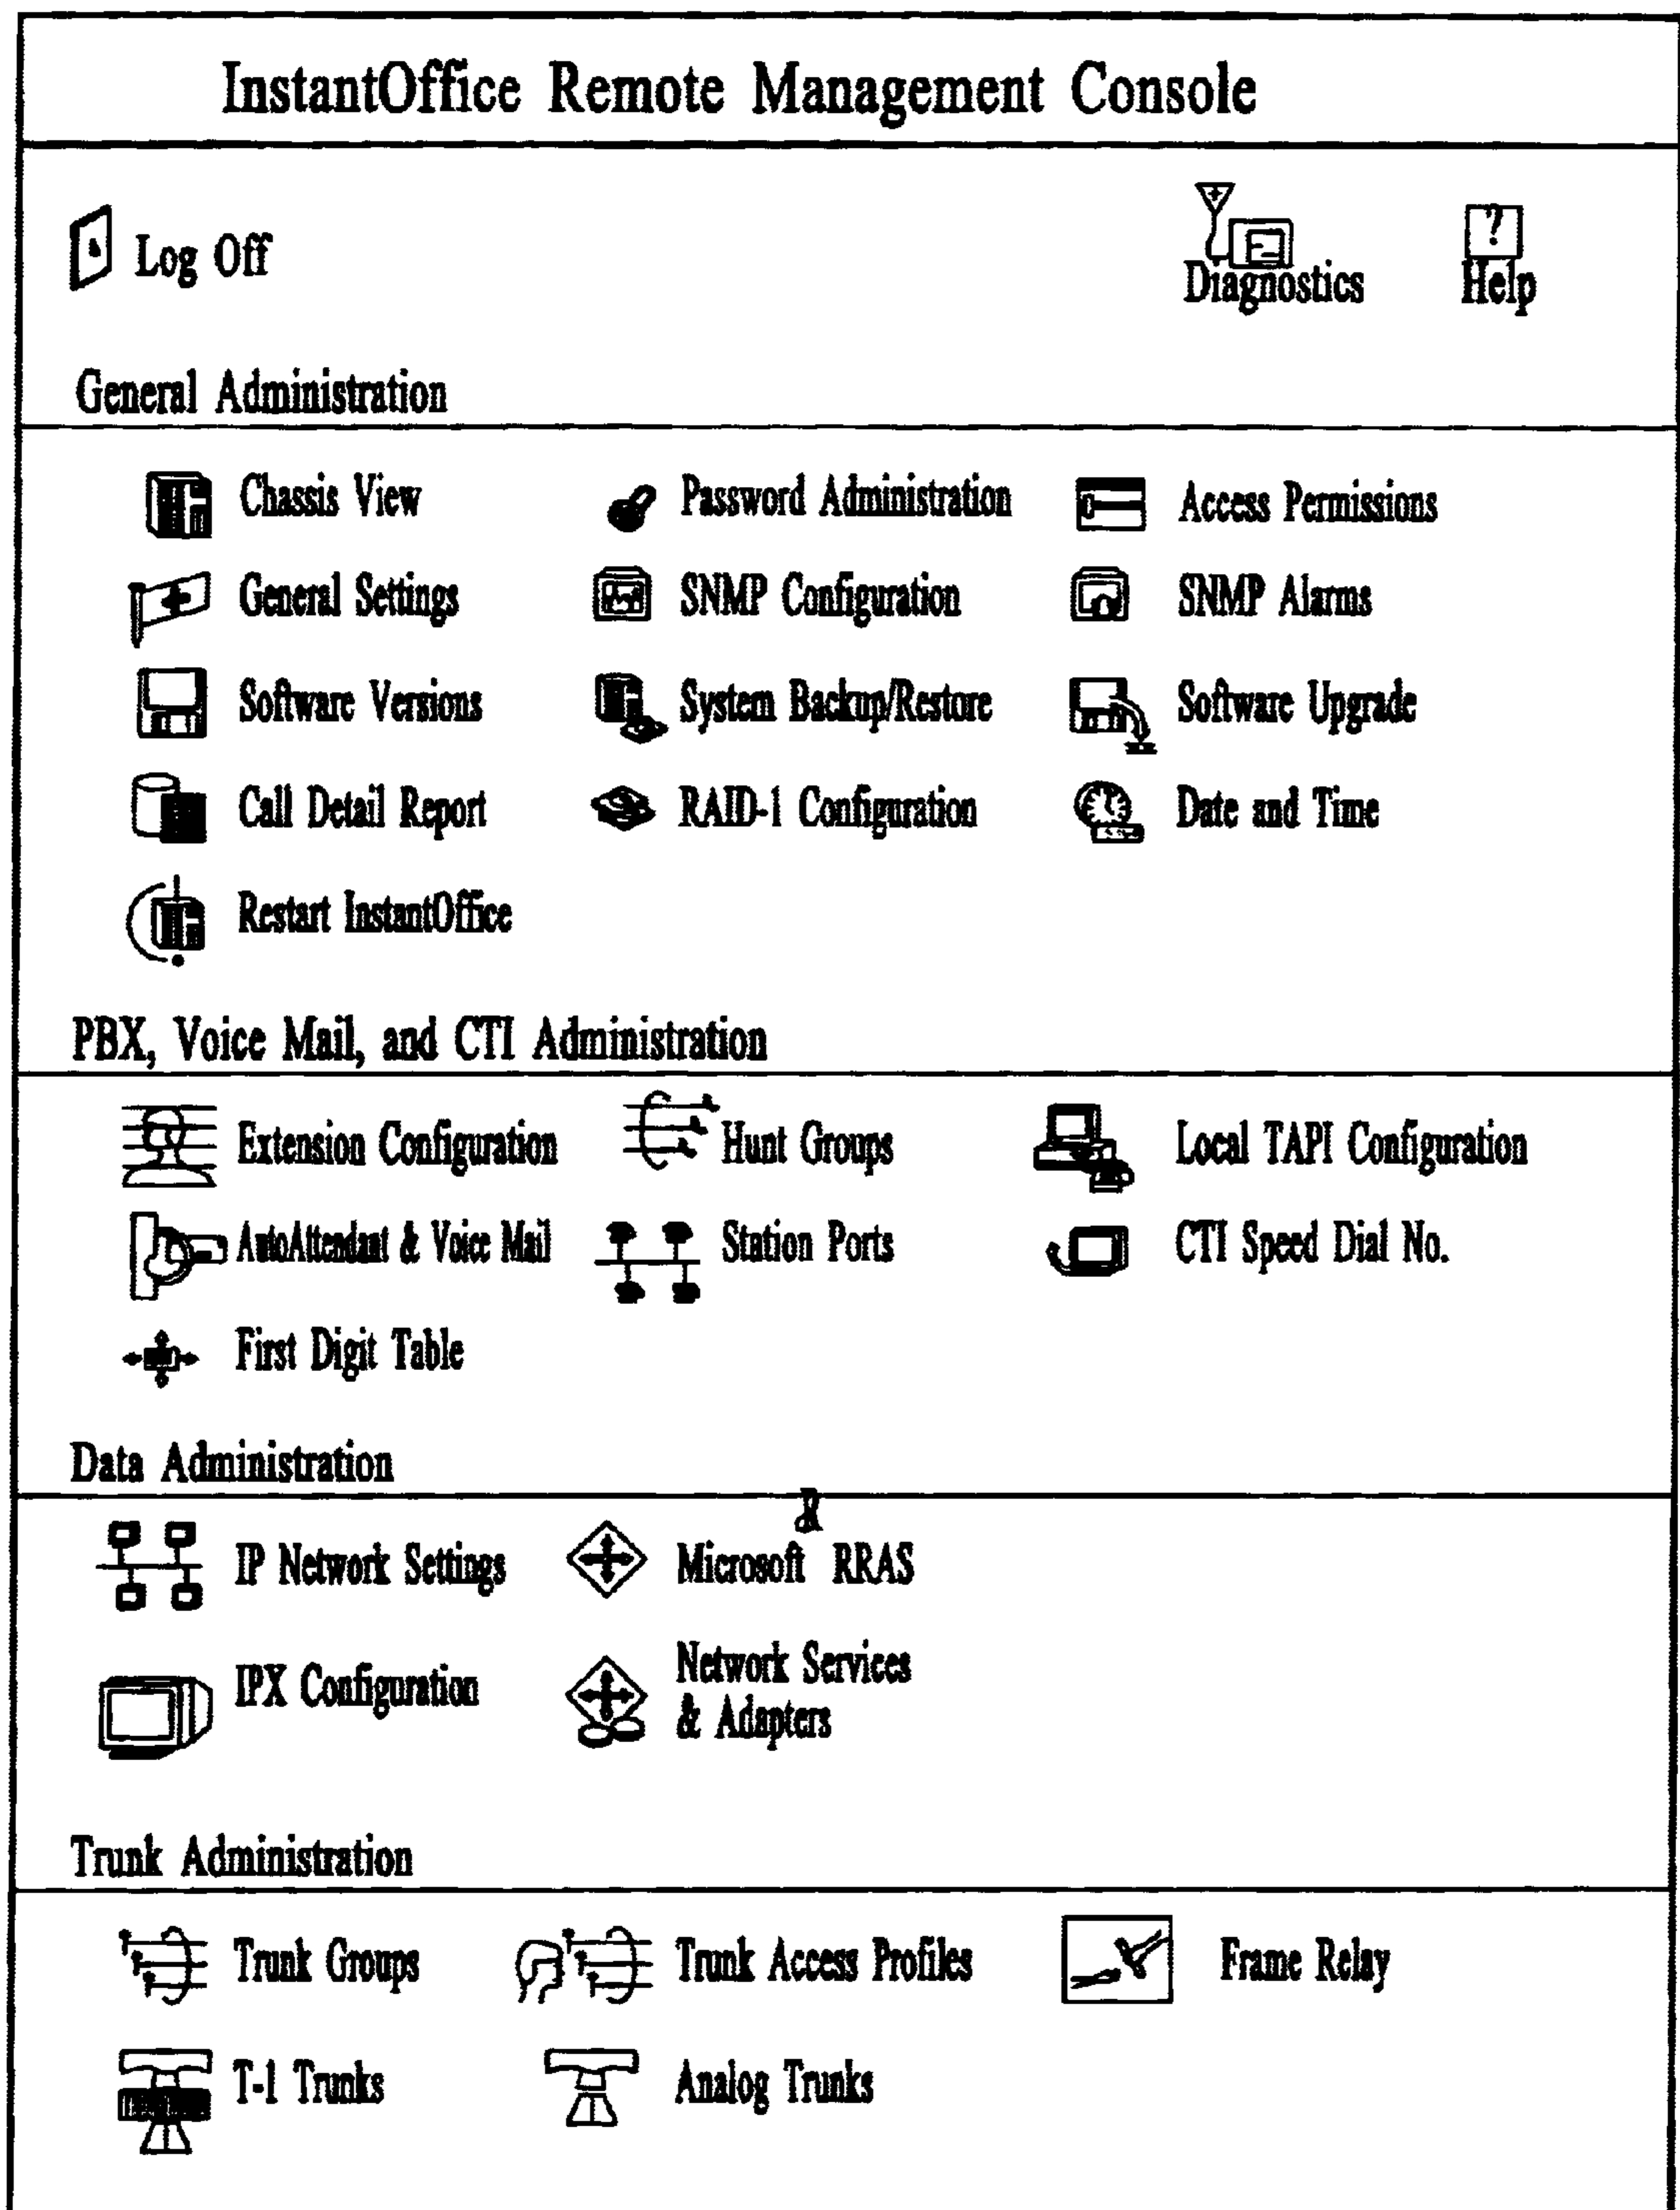 InstantOffice Remote Management Console
Log Off
Diagnostics
?
Help
General Administration
Chassis View
Password Administration
Access Permissions
General Settings
SNMP Configuration
SNMP Alarms
Software Versions
System Backup/Restore
Software Upgrade
Call Detail Report
RAID-1 Configuration
Date and Time
Restart InstantOffice
PBX, Voice Mail, and CTI Administration
Extension Configuration
Hunt Groups
Local TAPI Configuration
AutoAttendant & Voice Mail
Station Ports
CTI Speed Dial No.
First Digit Table
Data Administration
IP Network Settings
Microsoft RRAS
IPX Configuration
Network Services
& Adapters
Trunk Administration
Trunk Groups
Trunk Access Profiles
Frame Relay
T-1 Trunks
Analog Trunks